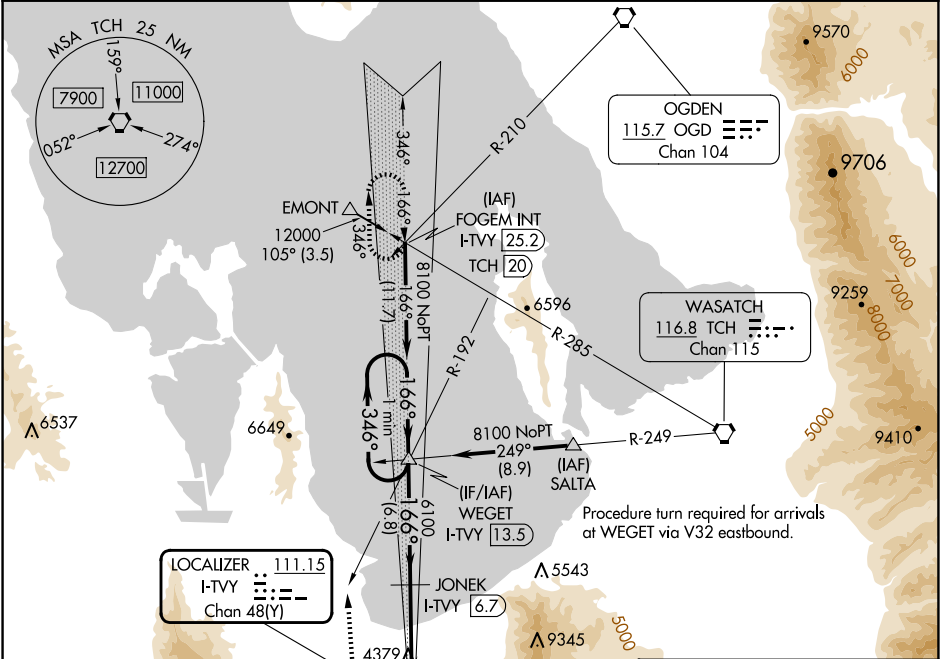 MSA TCH 25 NM
159°
7900
11000
052°
274°
12700
9570
6000
OGDEN
115.7 OGD
Chan 104
R-210
346°
166°
346°
EMONT
12000
105° (3.5)
(IAF)
FOGEM INT
I-TVY 25.2
TCH 20
9706
6000
7000
8000
9259
8100 NoPT
166°
(11.7)
6596
R-192
R-285
WASATCH
116.8 TCH
Chan 115
6537
6649
1 min
166°
346°
8100 NoPT
249°
(8.9)
R-249
(IAF)
SALTA
5000
9410
(IF/IAF)
WEGET
I-TVY 13.5
Procedure turn required for arrivals
at WEGET via V32 eastbound.
6100
166°
(6.8)
LOCALIZER 111.15
I-TVY
Chan 48(Y)
JONEK
I-TVY 6.7
5543
9345
5000
4379